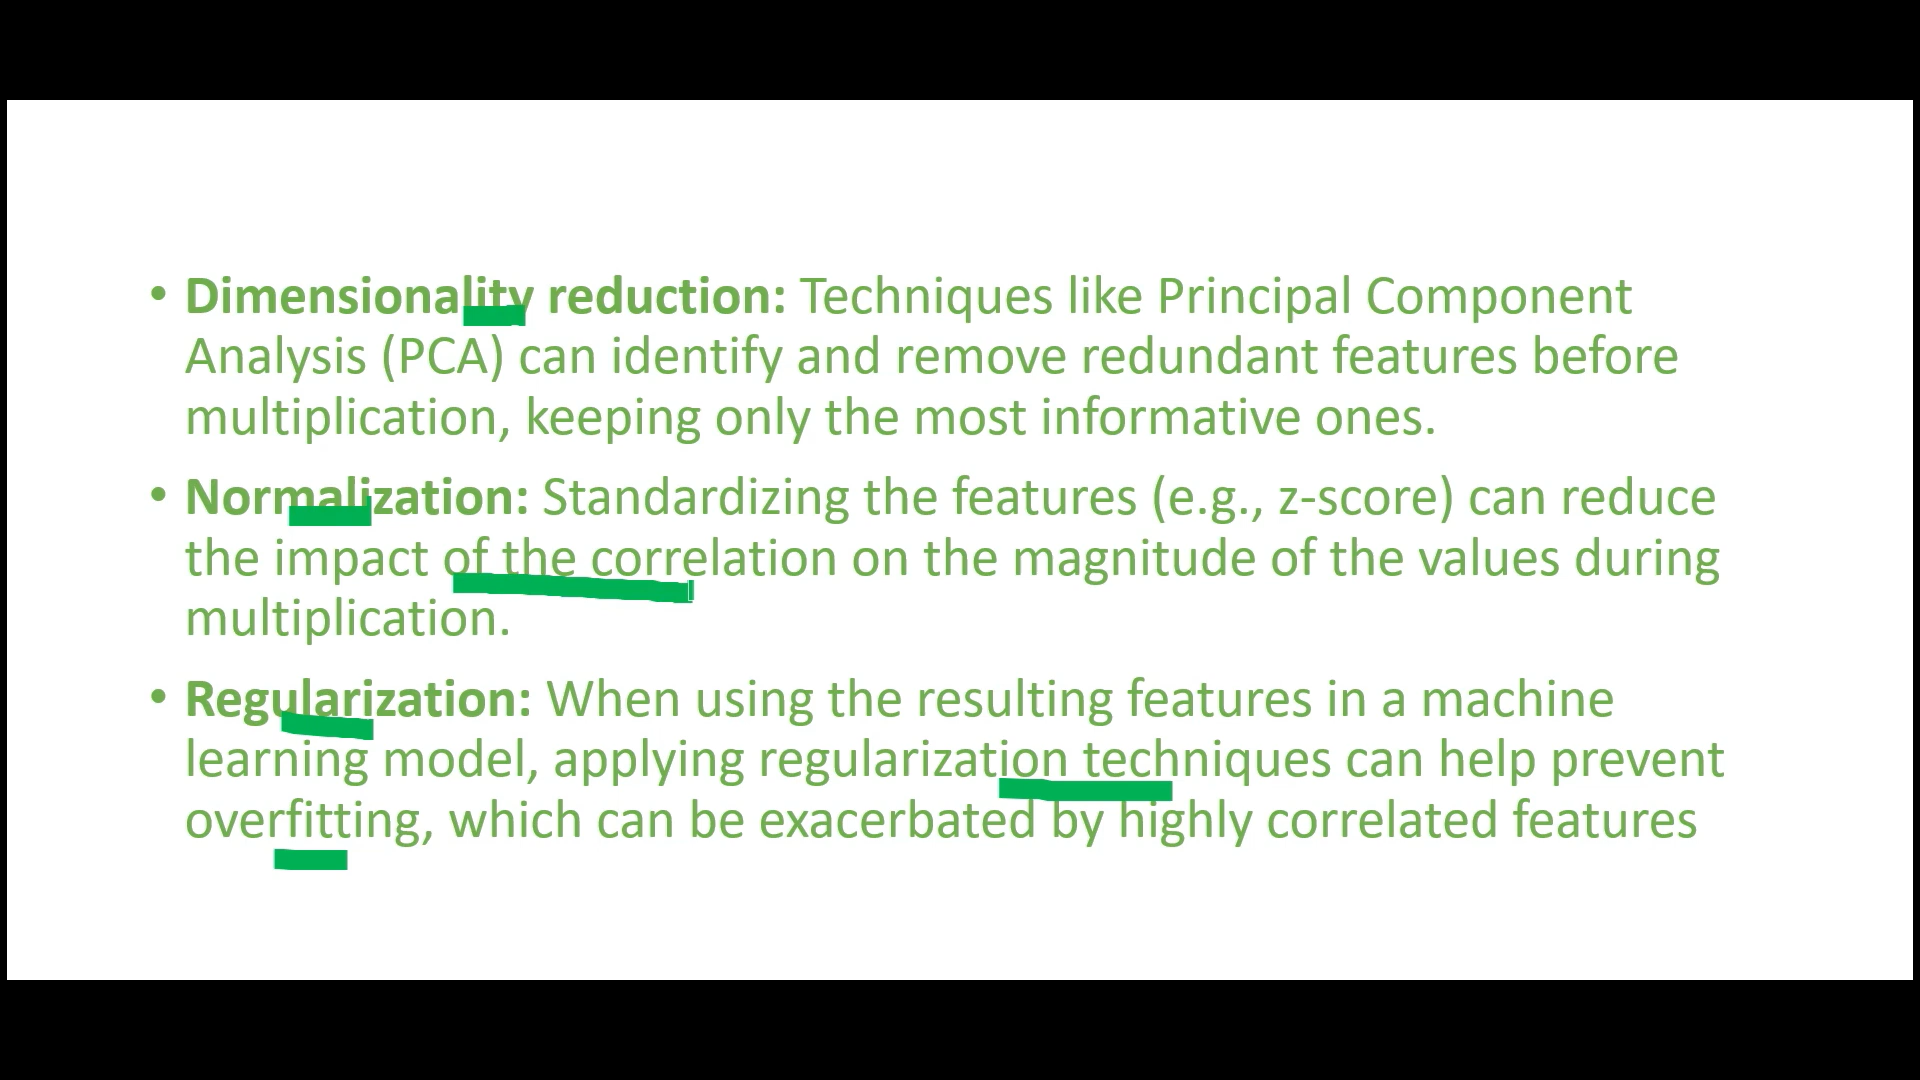 • Dimensionality reduction: Techniques like Principal Component
Analysis (PCA) can identify and remove redundant features before
multiplication, keeping only the most informative ones.
• Normalization: Standardizing the features (e.g., z-score) can reduce
the impact of the correlation on the magnitude of the values during
multiplication.
• Regularization: When using the resulting features in a machine
learning model, applying regularization techniques can help prevent
overfitting, which can be exacerbated by highly correlated features